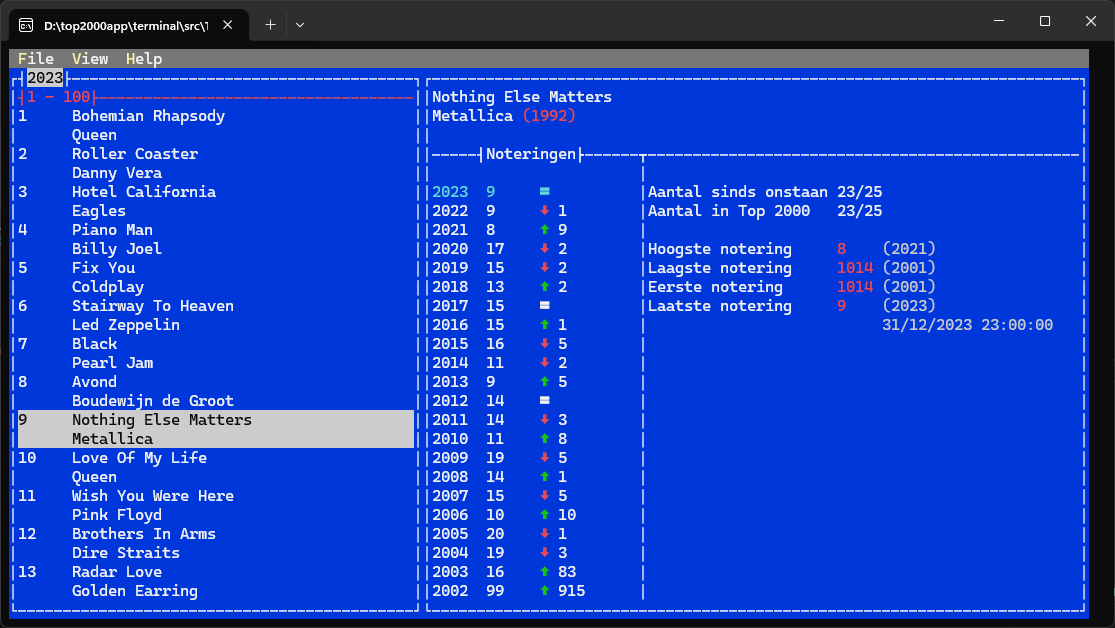 D:\top2000app\terminal\src\T
File View Help
2023
1 - 100
1 Bohemian Rhapsody
Queen
2 Roller Coaster
Danny Vera
3 Hotel California
Eagles
4 Piano Man
Billy Joel
5 Fix You
Coldplay
6 Stairway To Heaven
Led Zeppelin
7 Black
Pearl Jam
8 Avond
Boudewijn de Groot
9 Nothing Else Matters
Metallica
10 Love Of My Life
Queen
11 Wish You Were Here
Pink Floyd
12 Brothers In Arms
Dire Straits
13 Radar Love
Golden Earring
Nothing Else Matters
Metallica (1992)
Noteringen
2023 9 =
2022 9 ↓ 1
2021 8 ↑ 9
2020 17 ↓ 2
2019 15 ↓ 2
2018 13 ↑ 2
2017 15 =
2016 15 ↑ 1
2015 16 ↓ 5
2014 11 ↓ 2
2013 9 ↑ 5
2012 14 =
2011 14 ↓ 3
2010 11 ↑ 8
2009 19 ↓ 5
2008 14 ↑ 1
2007 15 ↓ 5
2006 10 ↑ 10
2005 20 ↓ 1
2004 19 ↓ 3
2003 16 ↑ 83
2002 99 ↑ 915
Aantal sinds onstaan 23/25
Aantal in Top 2000 23/25
Hoogste notering 8 (2021)
Laagste notering 1014 (2001)
Eerste notering 1014 (2001)
Laatste notering 9 (2023)
31/12/2023 23:00:00